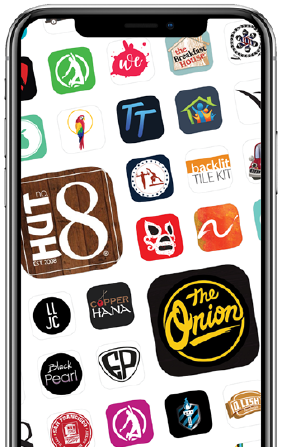 we
the
Breakfast
House
TT
backlit
TILE KIT
HUT
no.
8
®
EST. 2008
The
Onion
LL
JC
COPPER
HANA
Black
Pearl